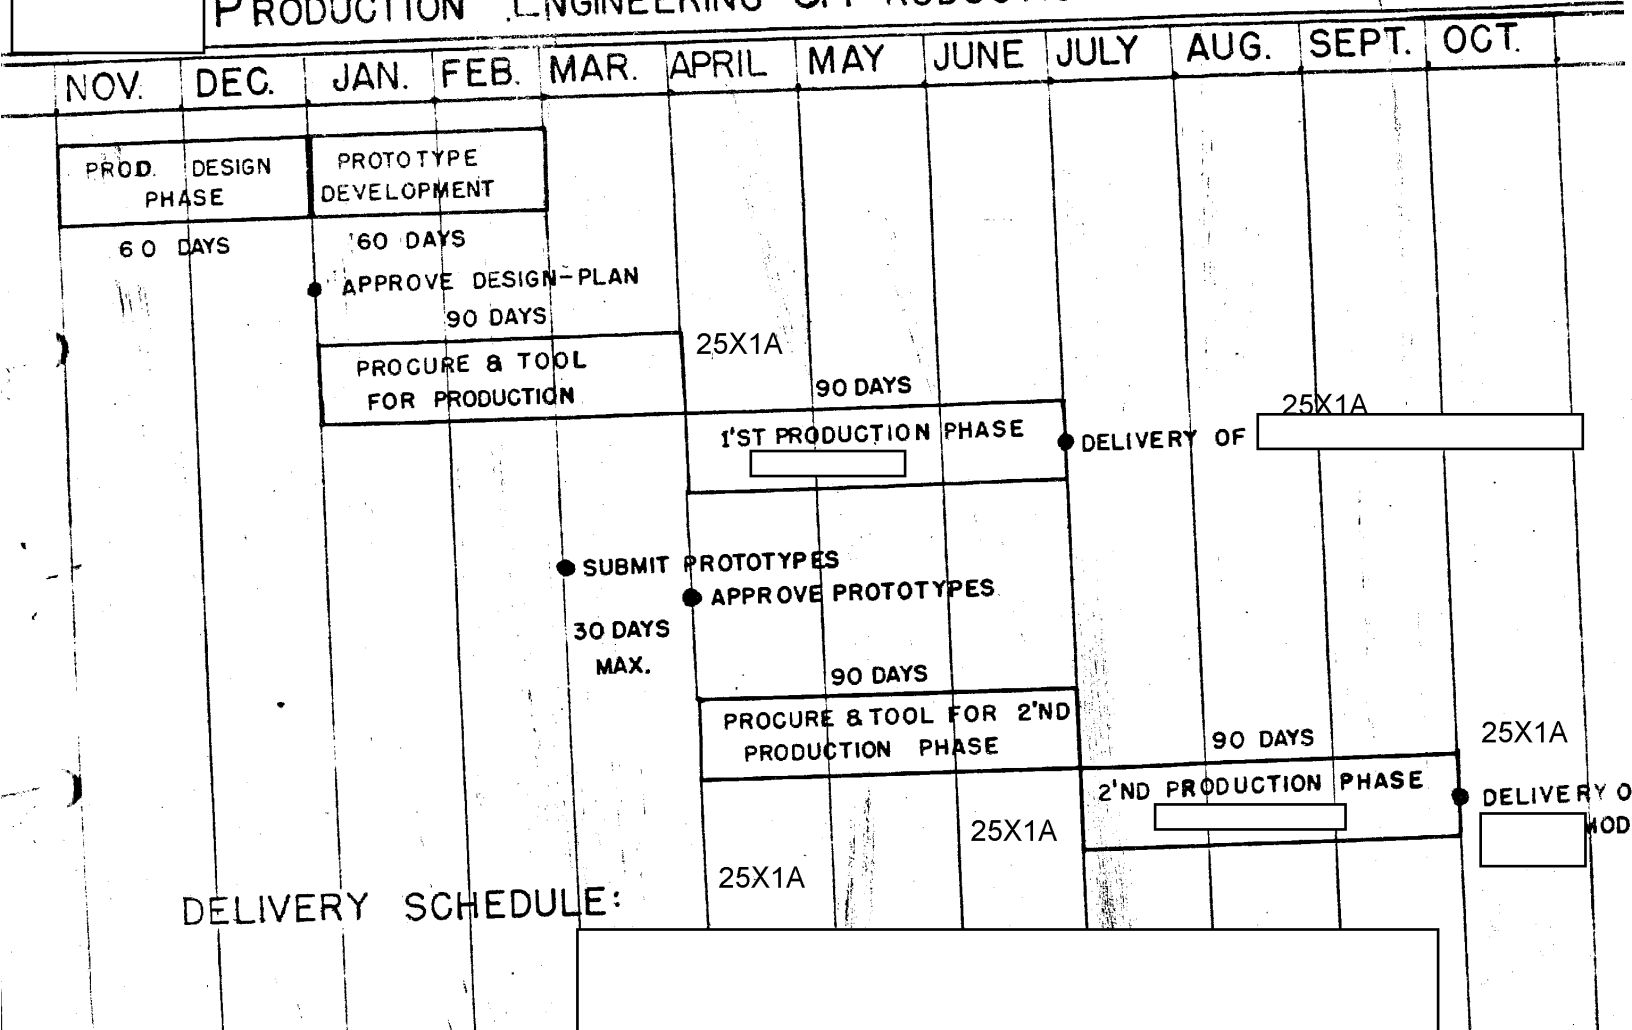 PRODUCTION ENGINEERING
NOV. DEC. JAN. FEB. MAR. APRIL MAY JUNE JULY AUG. SEPT. OCT.
PROD. DESIGN
PHASE
PROTOTYPE
DEVELOPMENT
60 DAYS
60 DAYS
APPROVE DESIGN-PLAN
90 DAYS
25X1A
PROCURE & TOOL
FOR PRODUCTION
90 DAYS
25X1A
1'ST PRODUCTION PHASE
DELIVERY OF
SUBMIT PROTOTYPES
APPROVE PROTOTYPES
30 DAYS
MAX.
90 DAYS
PROCURE & TOOL FOR 2'ND
PRODUCTION PHASE
90 DAYS
25X1A
2'ND PRODUCTION PHASE
DELIVERY O
MOD
25X1A
25X1A
DELIVERY SCHEDULE: